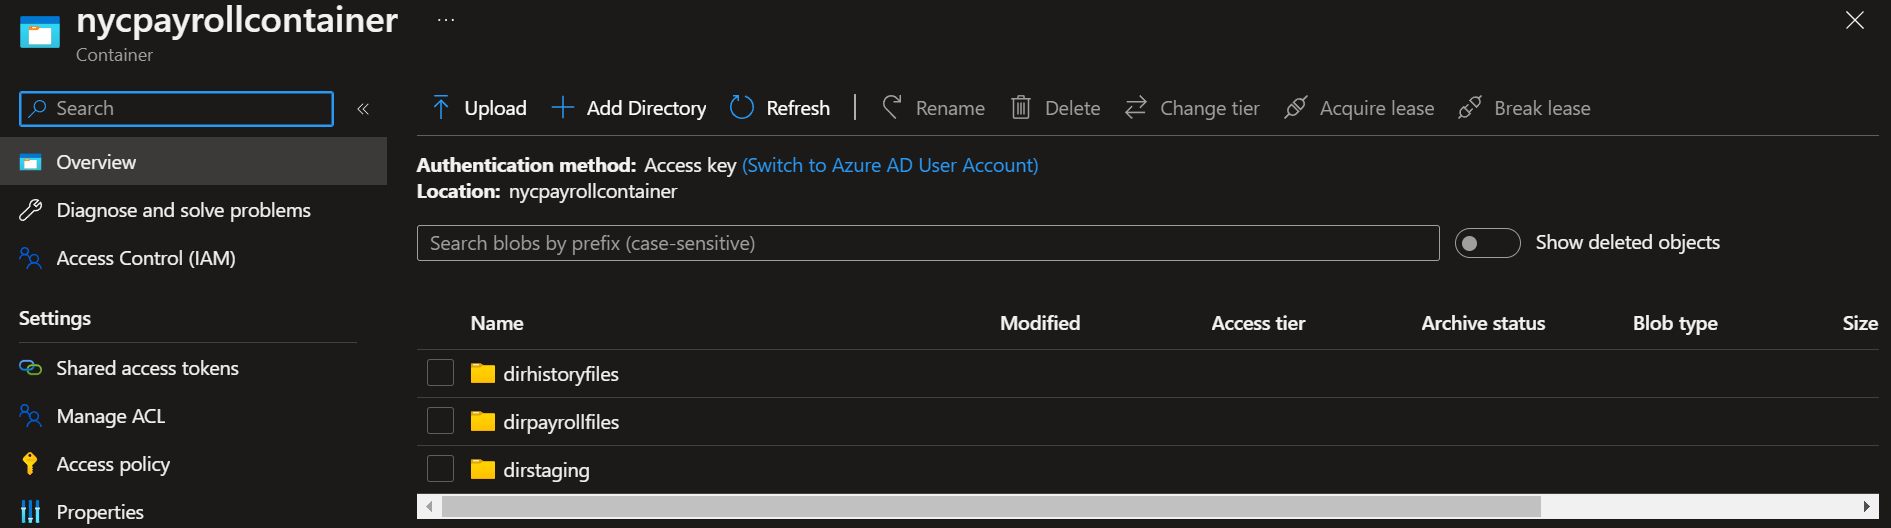 nycpayrollcontainer ...
Container
Search «
Upload Add Directory Refresh | Rename Delete Change tier Acquire lease Break lease
Overview
Authentication method: Access key (Switch to Azure AD User Account)
Location: nycpayrollcontainer
Diagnose and solve problems
Search blobs by prefix (case-sensitive) Show deleted objects
Access Control (IAM)
Settings
Name Modified Access tier Archive status Blob type Size
Shared access tokens
dirhistoryfiles
Manage ACL
dirpayrollfiles
Access policy
dirstaging
Properties